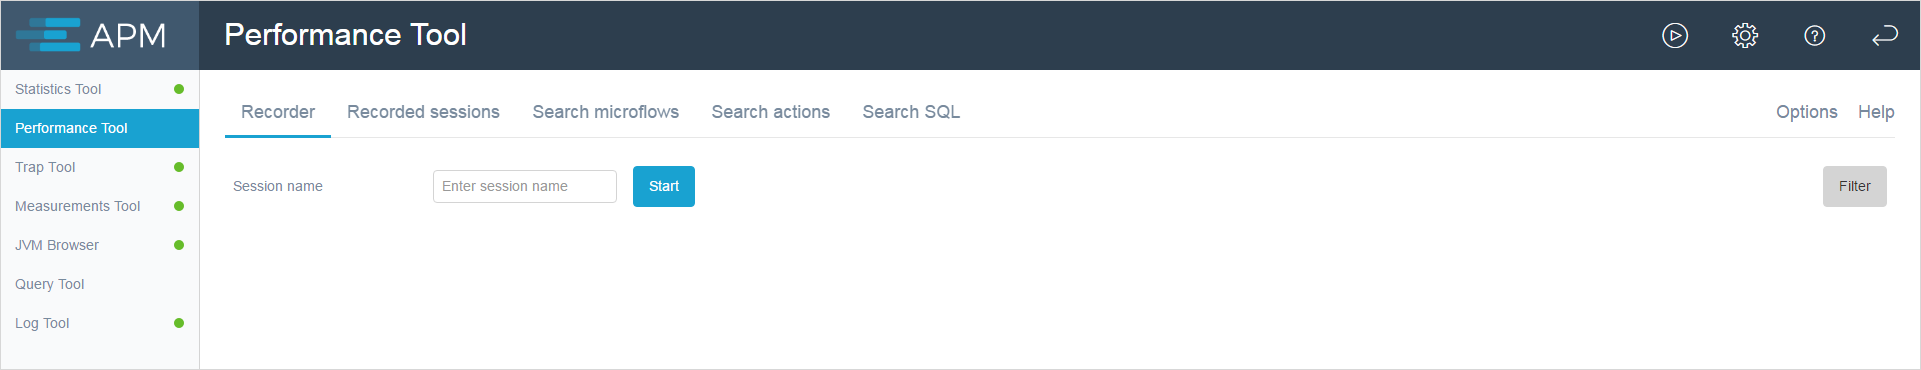 APM
Performance Tool
Statistics Tool
Performance Tool
Trap Tool
Measurements Tool
JVM Browser
Query Tool
Log Tool
Recorder Recorded sessions Search microflows Search actions Search SQL Options Help
Session name Enter session name Start Filter